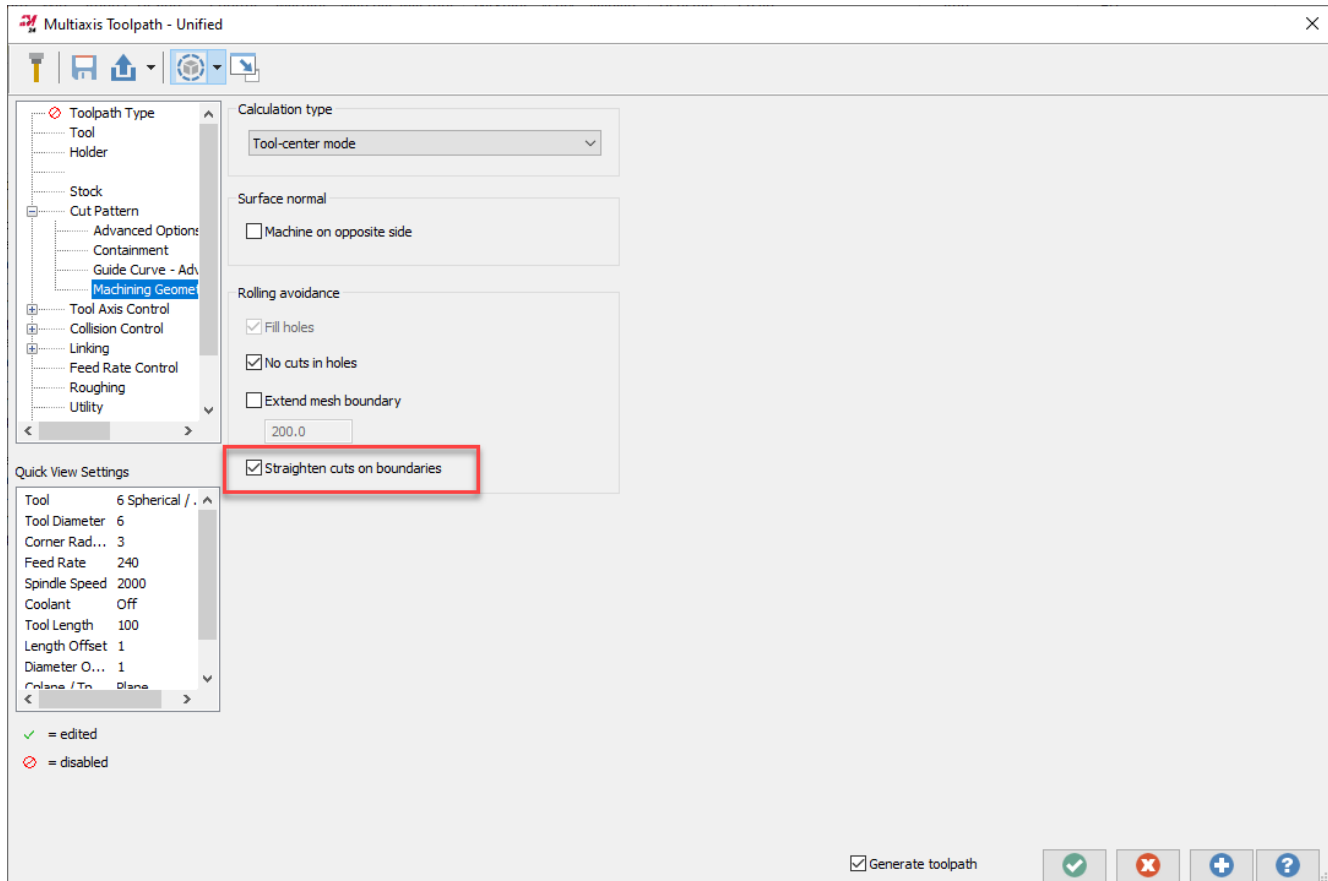 Multiaxis Toolpath - Unified
Toolpath Type
Tool
Holder
Stock
Cut Pattern
Advanced Options
Containment
Guide Curve - Adv
Machining Geomet
Tool Axis Control
Collision Control
Linking
Feed Rate Control
Roughing
Utility
Calculation type
Tool-center mode
Surface normal
Machine on opposite side
Rolling avoidance
Fill holes
No cuts in holes
Extend mesh boundary
200.0
Straighten cuts on boundaries
Quick View Settings
Tool 6 Spherical / .
Tool Diameter 6
Corner Rad... 3
Feed Rate 240
Spindle Speed 2000
Coolant Off
Tool Length 100
Length Offset 1
Diameter O... 1
Cplane / Tp... Plane
= edited
= disabled
Generate toolpath